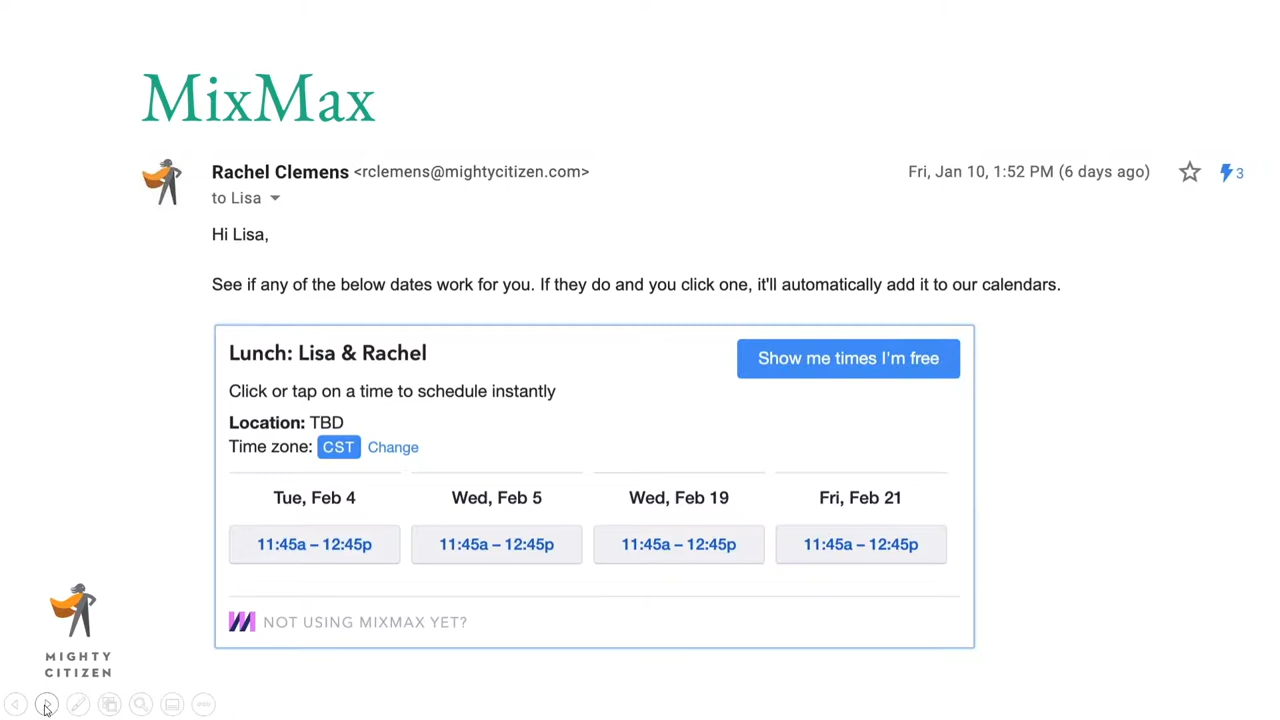 MixMax
Rachel Clemens <rclemens@mightycitizen.com>
Fri, Jan 10, 1:52 PM (6 days ago)
3
to Lisa
Hi Lisa,
See if any of the below dates work for you. If they do and you click one, it'll automatically add it to our calendars.
Lunch: Lisa & Rachel
Show me times I'm free
Click or tap on a time to schedule instantly
Location: TBD
Time zone: CST Change
Tue, Feb 4
Wed, Feb 5
Wed, Feb 19
Fri, Feb 21
11:45a – 12:45p
11:45a – 12:45p
11:45a – 12:45p
11:45a – 12:45p
NOT USING MIXMAX YET?
MIGHTY
CITIZEN